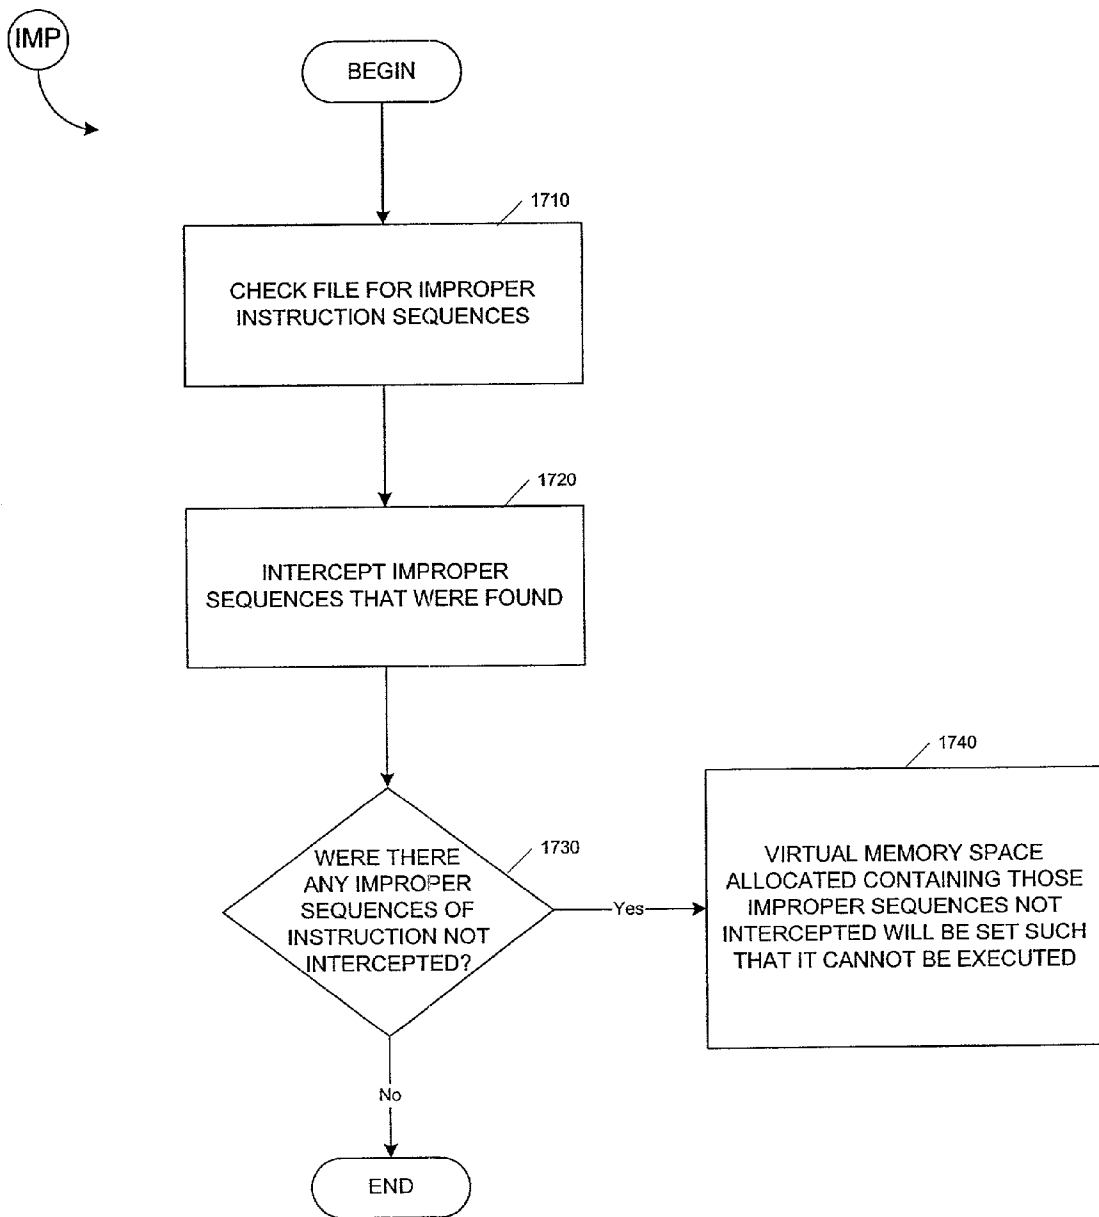 IMP
BEGIN
1710
CHECK FILE FOR IMPROPER
INSTRUCTION SEQUENCES
1720
INTERCEPT IMPROPER
SEQUENCES THAT WERE FOUND
1730
WERE THERE
ANY IMPROPER
SEQUENCES OF
INSTRUCTION NOT
INTERCEPTED?
Yes
1740
VIRTUAL MEMORY SPACE
ALLOCATED CONTAINING THOSE
IMPROPER SEQUENCES NOT
INTERCEPTED WILL BE SET SUCH
THAT IT CANNOT BE EXECUTED
No
END